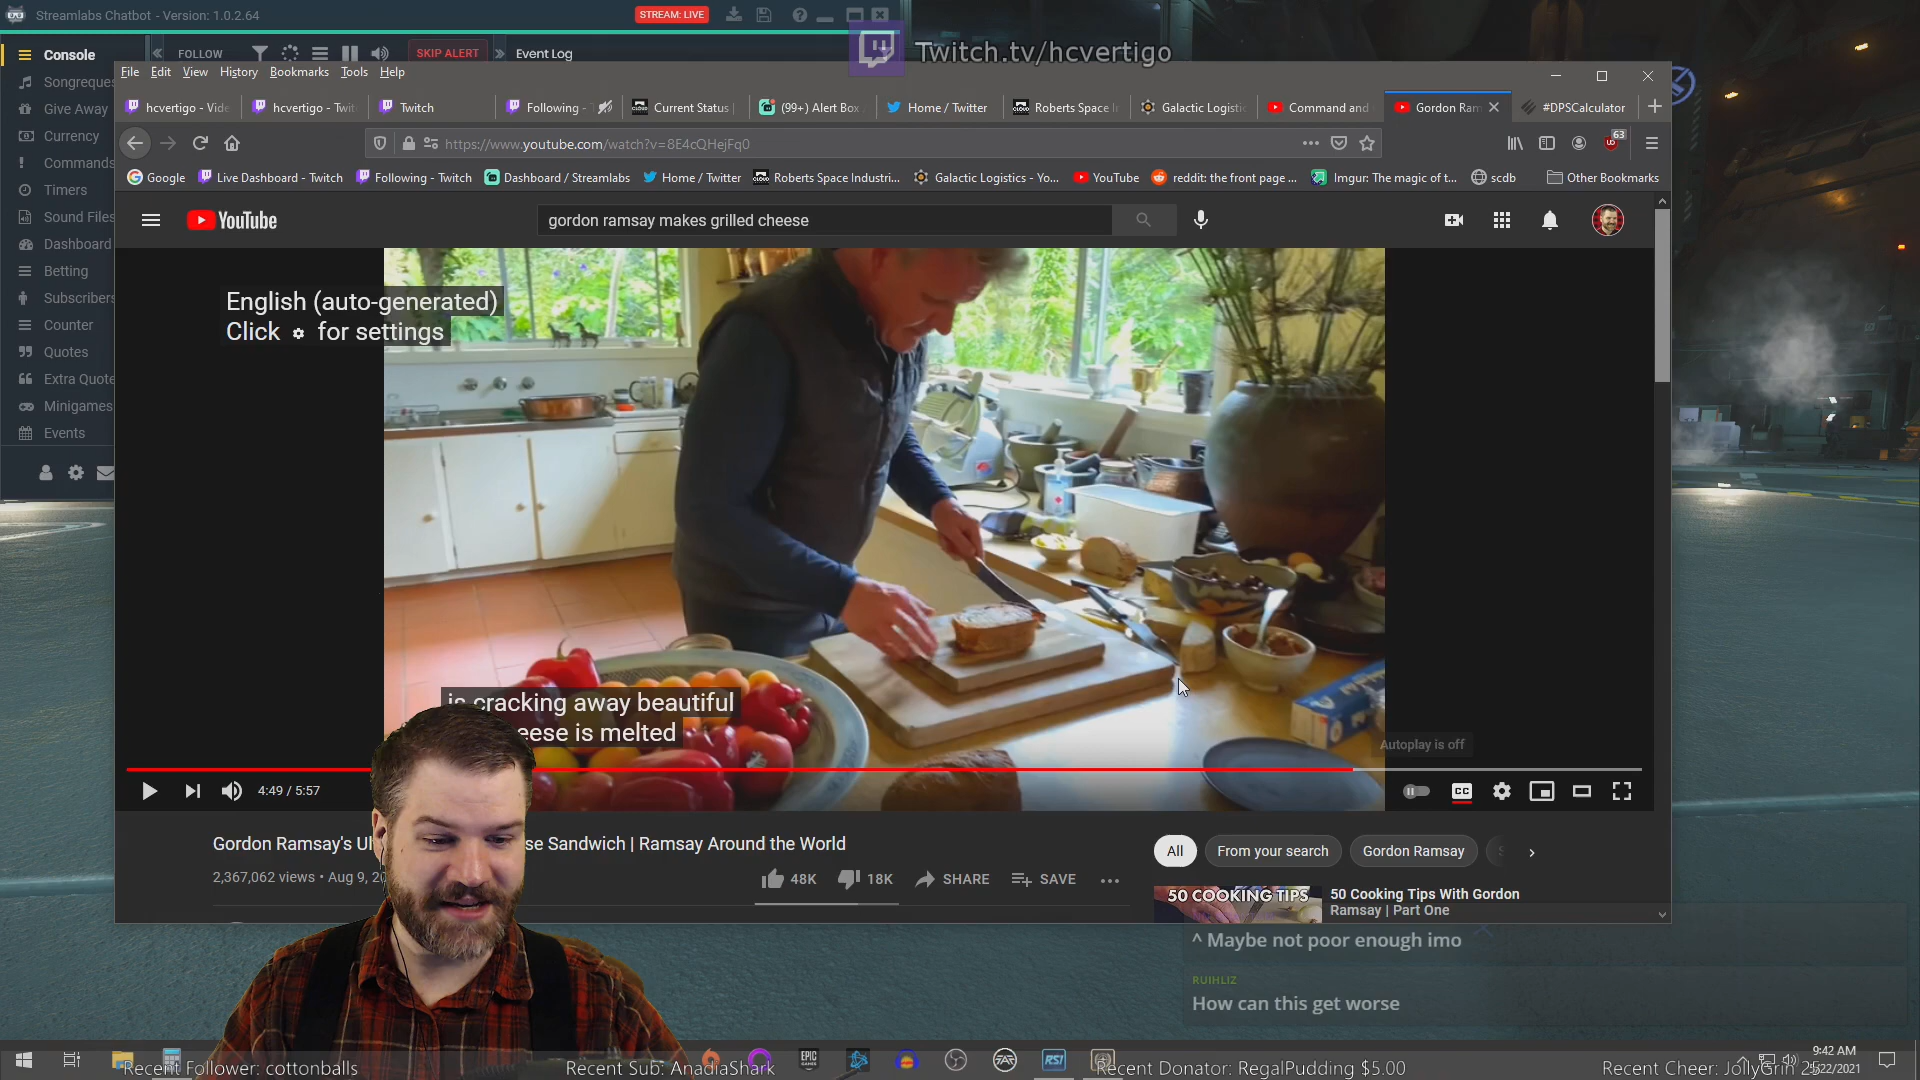 Streamlabs Chatbot - Version: 1.0.2.64
STREAM: LIVE
Console
FOLLOW
SKIP ALERT
Event Log
Twitch.tv/hcvertigo
Songreques
Give Away
Currency
Commands
Timers
Sound Files
Dashboard
Betting
Subscribers
Counter
Quotes
Extra Quote
Minigames
Events
File Edit View History Bookmarks Tools Help
hcvertigo - Vide
hcvertigo - Twit
Twitch
Following -
Current Status
(99+) Alert Box
Home / Twitter
Roberts Space I
Galactic Logisti
Command and
Gordon Ram
#DPSCalculator
https://www.youtube.com/watch?v=8E4cQHejFq0
63
Google
Live Dashboard - Twitch
Following - Twitch
Dashboard / Streamlabs
Home / Twitter
Roberts Space Industri...
Galactic Logistics - Yo...
YouTube
reddit: the front page ...
Imgur: The magic of t...
scdb
Other Bookmarks
YouTube
gordon ramsay makes grilled cheese
English (auto-generated)
Click for settings
is cracking away beautiful
eese is melted
Autoplay is off
4:49 / 5:57
CC
Gordon Ramsay's Ul
se Sandwich | Ramsay Around the World
2,367,062 views • Aug 9, 20
48K
18K
SHARE
SAVE
All
From your search
Gordon Ramsay
50 COOKING TIPS
50 Cooking Tips With Gordon
Ramsay | Part One
^ Maybe not poor enough imo
RUIHLIZ
How can this get worse
EPIC
GAMES
RSI
9:42 AM
Recent Follower: cottonballs
Recent Sub: AnadiaShark
Recent Donator: RegalPudding $5.00
Recent Cheer: JollyGrin 25